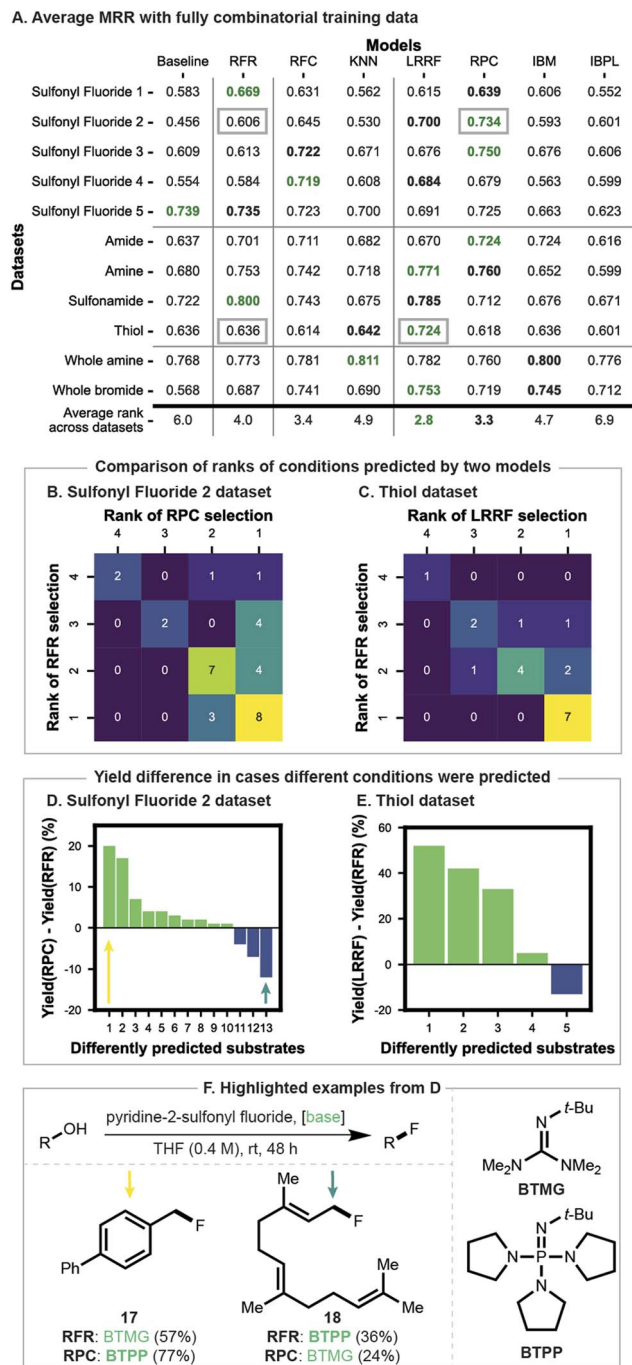 A. Average MRR with fully combinatorial training data
Models
Baseline RFR RFC KNN LRRF RPC IBM IBPL
Datasets
Sulfonyl Fluoride 1 0.583 0.669 0.631 0.562 0.615 0.639 0.606 0.552
Sulfonyl Fluoride 2 0.456 0.606 0.645 0.530 0.700 0.734 0.593 0.601
Sulfonyl Fluoride 3 0.609 0.613 0.722 0.671 0.676 0.750 0.676 0.606
Sulfonyl Fluoride 4 0.554 0.584 0.719 0.608 0.684 0.679 0.563 0.599
Sulfonyl Fluoride 5 0.739 0.735 0.723 0.700 0.691 0.725 0.663 0.623
Amide 0.637 0.701 0.711 0.682 0.670 0.724 0.724 0.616
Amine 0.680 0.753 0.742 0.718 0.771 0.760 0.652 0.599
Sulfonamide 0.722 0.800 0.743 0.675 0.785 0.712 0.676 0.671
Thiol 0.636 0.636 0.614 0.642 0.724 0.618 0.636 0.601
Whole amine 0.768 0.773 0.781 0.811 0.782 0.760 0.800 0.776
Whole bromide 0.568 0.687 0.741 0.690 0.753 0.719 0.745 0.712
Average rank
across datasets 6.0 4.0 3.4 4.9 2.8 3.3 4.7 6.9
Comparison of ranks of conditions predicted by two models
B. Sulfonyl Fluoride 2 dataset
Rank of RPC selection
4 3 2 1
Rank of RFR selection
4 2 0 1 1
3 0 2 0 4
2 0 0 7 4
1 0 0 3 8
C. Thiol dataset
Rank of LRRF selection
4 3 2 1
Rank of RFR selection
4 1 0 0 0
3 0 2 1 1
2 0 1 4 2
1 0 0 0 7
Yield difference in cases different conditions were predicted
D. Sulfonyl Fluoride 2 dataset
Yield(RPC) - Yield(RFR) (%)
20
10
0
-10
-20
1 2 3 4 5 6 7 8 9 10 11 12 13
Differently predicted substrates
E. Thiol dataset
Yield(LRRF) - Yield(RFR) (%)
60
40
20
0
-20
1 2 3 4 5
Differently predicted substrates
F. Highlighted examples from D
R OH
pyridine-2-sulfonyl fluoride, [base]
THF (0.4 M), rt, 48 h
R F
Ph
F
17
RFR: BTMG (57%)
RPC: BTPP (77%)
Me
F
Me
Me
Me
18
RFR: BTPP (36%)
RPC: BTMG (24%)
N t-Bu
Me2N NMe2
BTMG
N t-Bu
N P N
N
BTPP